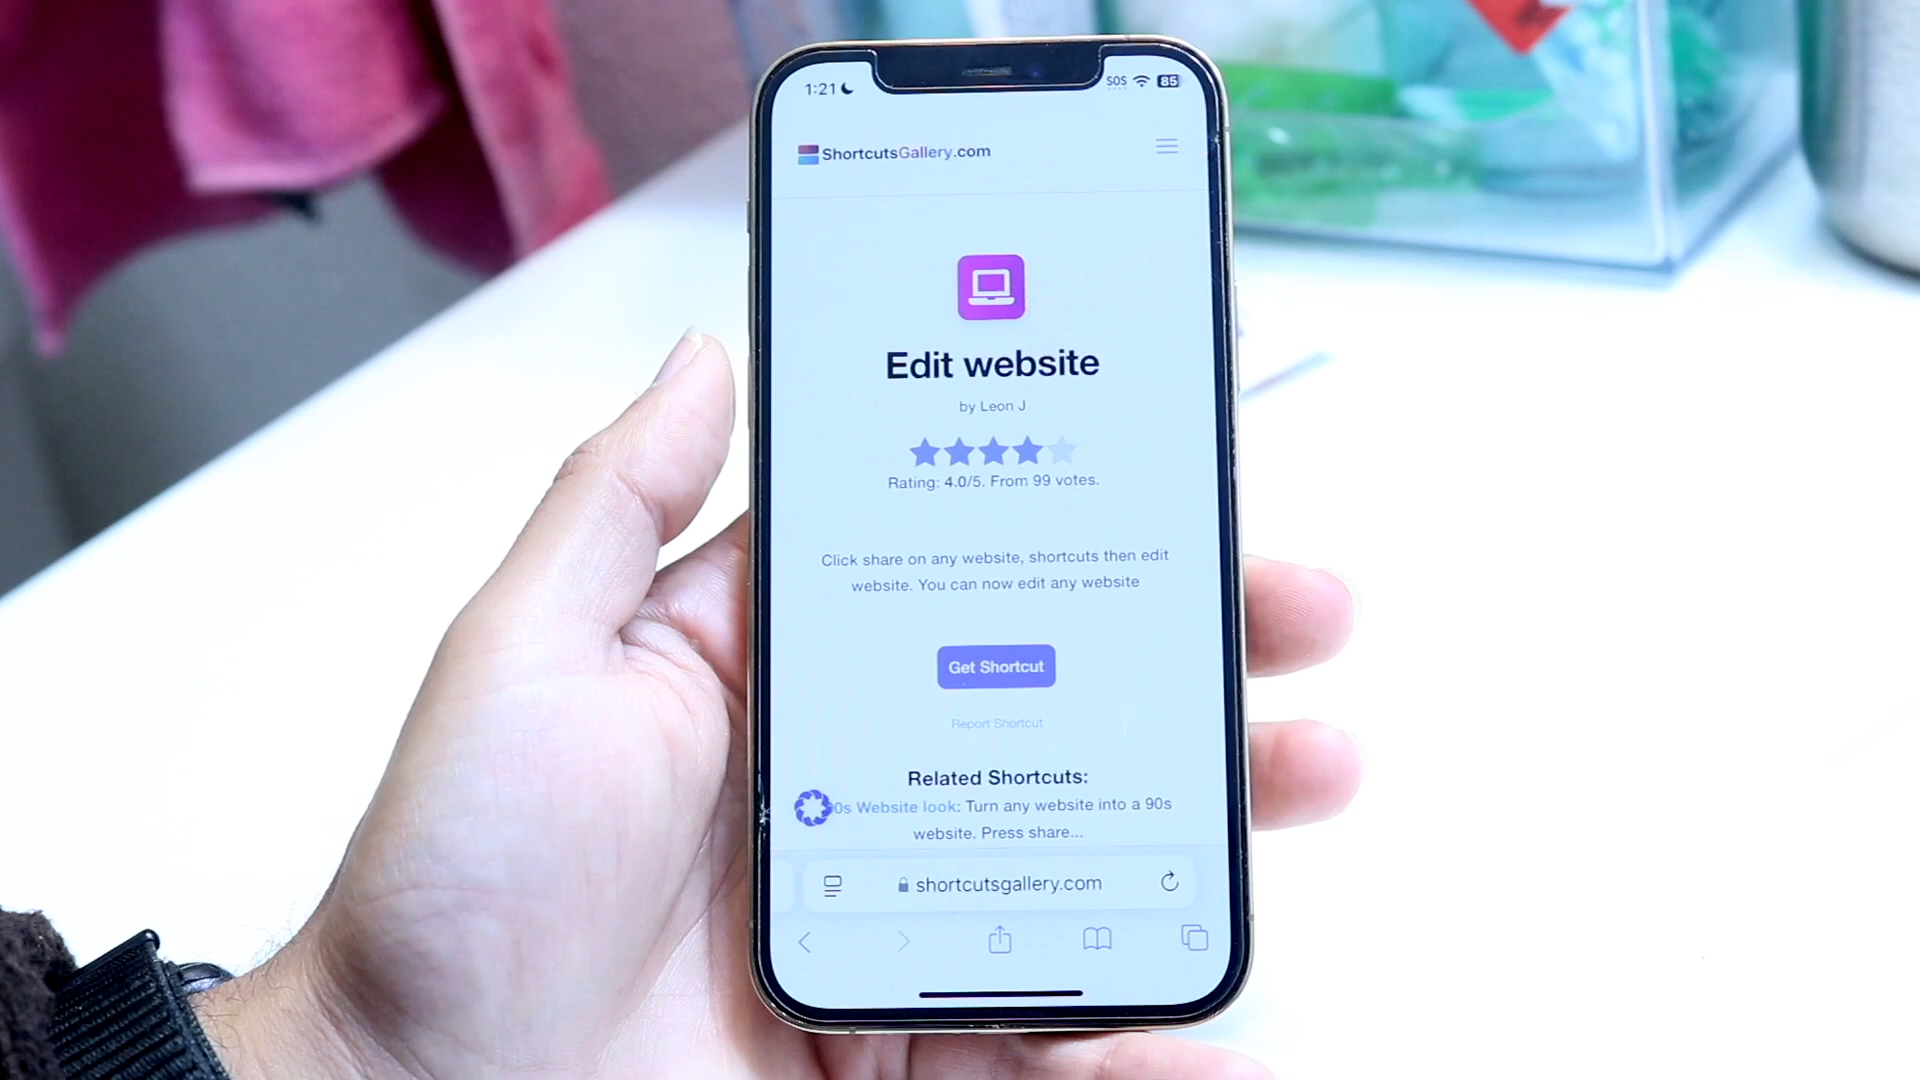 1:21
SOS
85
ShortcutsGallery.com
Edit website
by Leon J
Rating: 4.0/5. From 99 votes.
Click share on any website, shortcuts then edit
website. You can now edit any website
Get Shortcut
Report Shortcut
Related Shortcuts:
0s Website look: Turn any website into a 90s
website. Press share...
shortcutsgallery.com